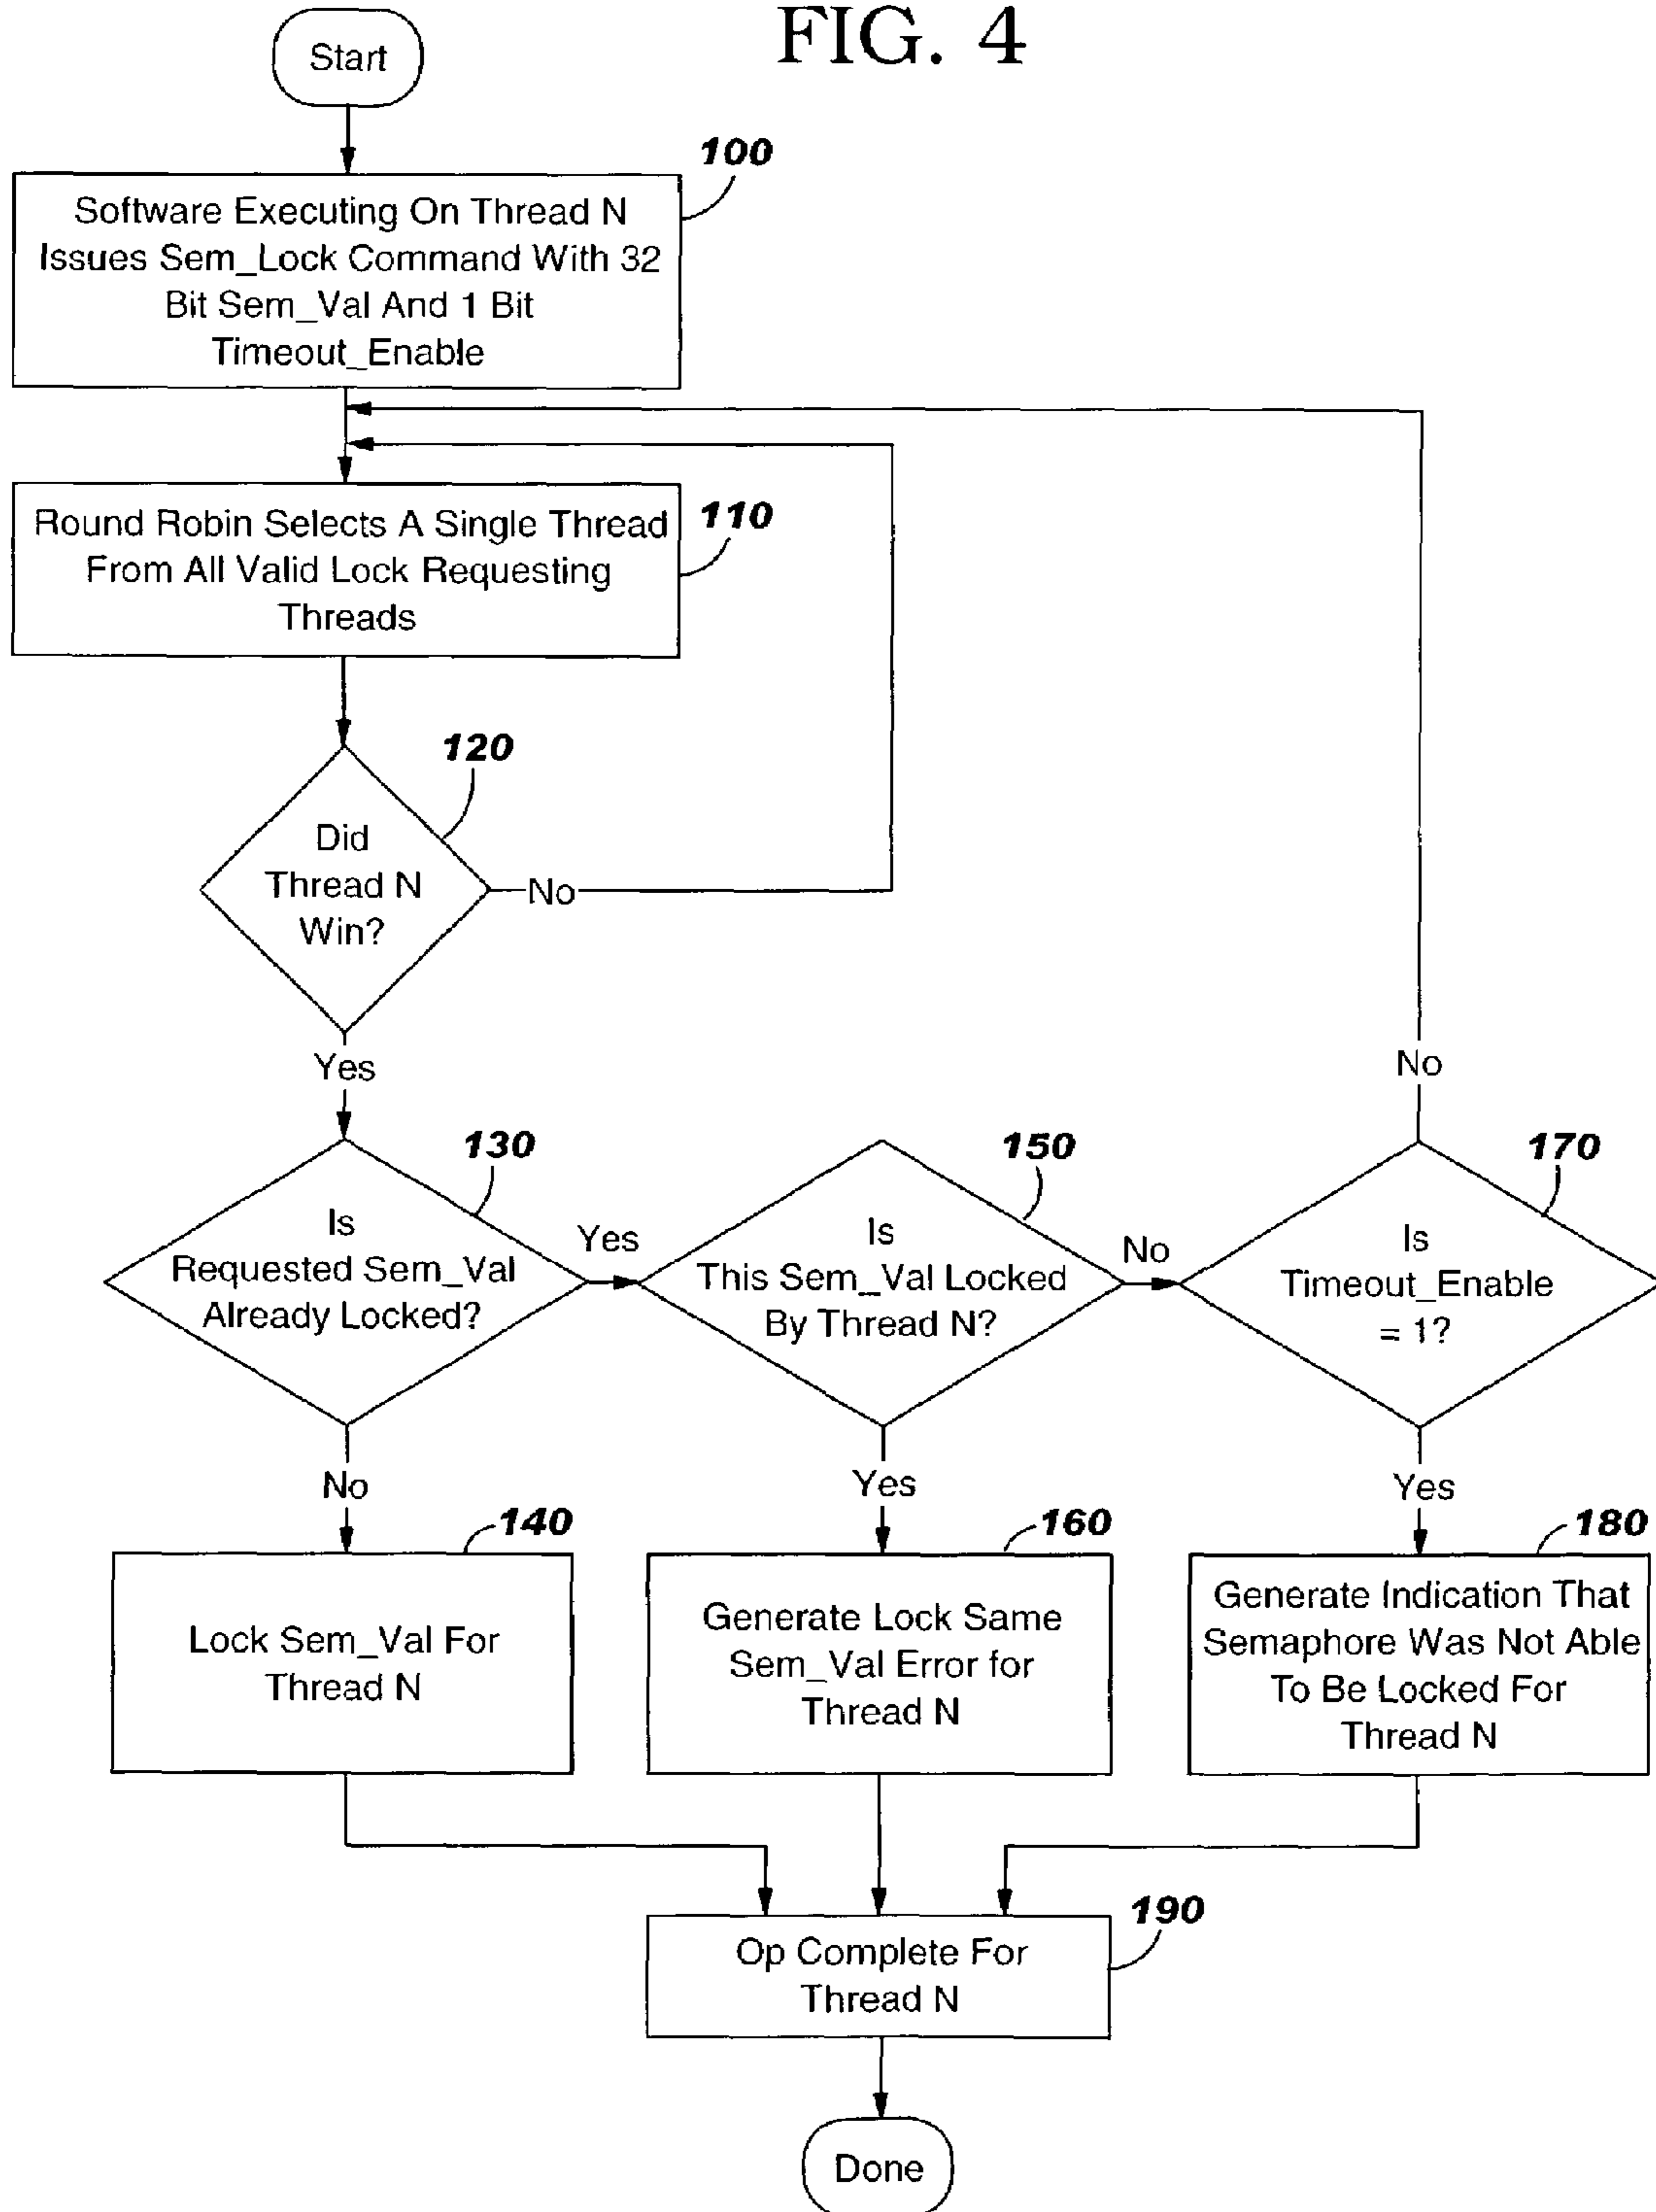 FIG. 4
Start
100
Software Executing On Thread N
Issues Sem_Lock Command With 32
Bit Sem_Val And 1 Bit
Timeout_Enable
110
Round Robin Selects A Single Thread
From All Valid Lock Requesting
Threads
120
Did
Thread N
Win?
No
Yes
No
130
Is
Requested Sem_Val
Already Locked?
Yes
150
Is
This Sem_Val Locked
By Thread N?
No
170
Is
Timeout_Enable
= 1?
No
Yes
Yes
140
Lock Sem_Val For
Thread N
160
Generate Lock Same
Sem_Val Error for
Thread N
180
Generate Indication That
Semaphore Was Not Able
To Be Locked For
Thread N
190
Op Complete For
Thread N
Done